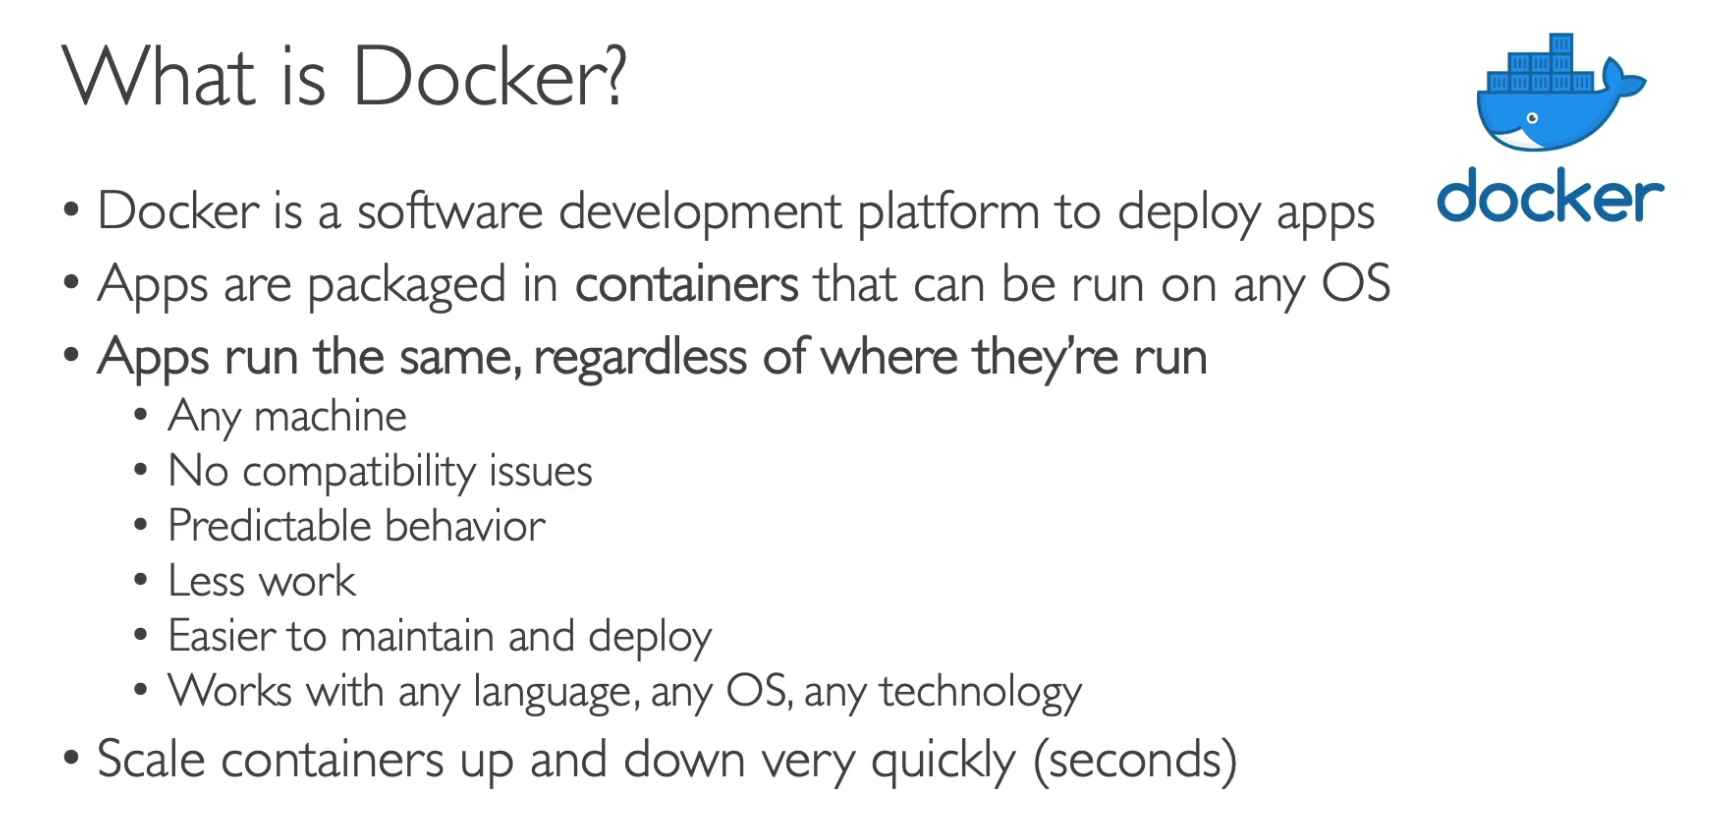 What is Docker?
docker
• Docker is a software development platform to deploy apps
• Apps are packaged in containers that can be run on any OS
• Apps run the same, regardless of where they're run
• Any machine
• No compatibility issues
• Predictable behavior
• Less work
• Easier to maintain and deploy
• Works with any language, any OS, any technology
• Scale containers up and down very quickly (seconds)